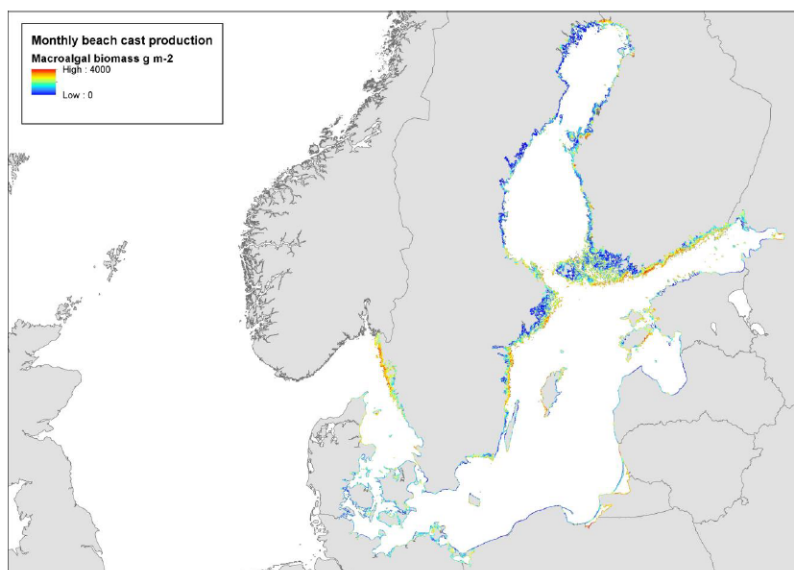 Monthly beach cast production
Macroalgal biomass g m-2
High : 4000
Low : 0